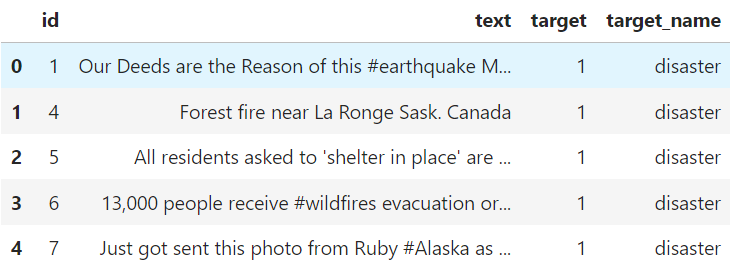 id text target target_name
0 1 Our Deeds are the Reason of this #earthquake M... 1 disaster
1 4 Forest fire near La Ronge Sask. Canada 1 disaster
2 5 All residents asked to 'shelter in place' are ... 1 disaster
3 6 13,000 people receive #wildfires evacuation or... 1 disaster
4 7 Just got sent this photo from Ruby #Alaska as ... 1 disaster